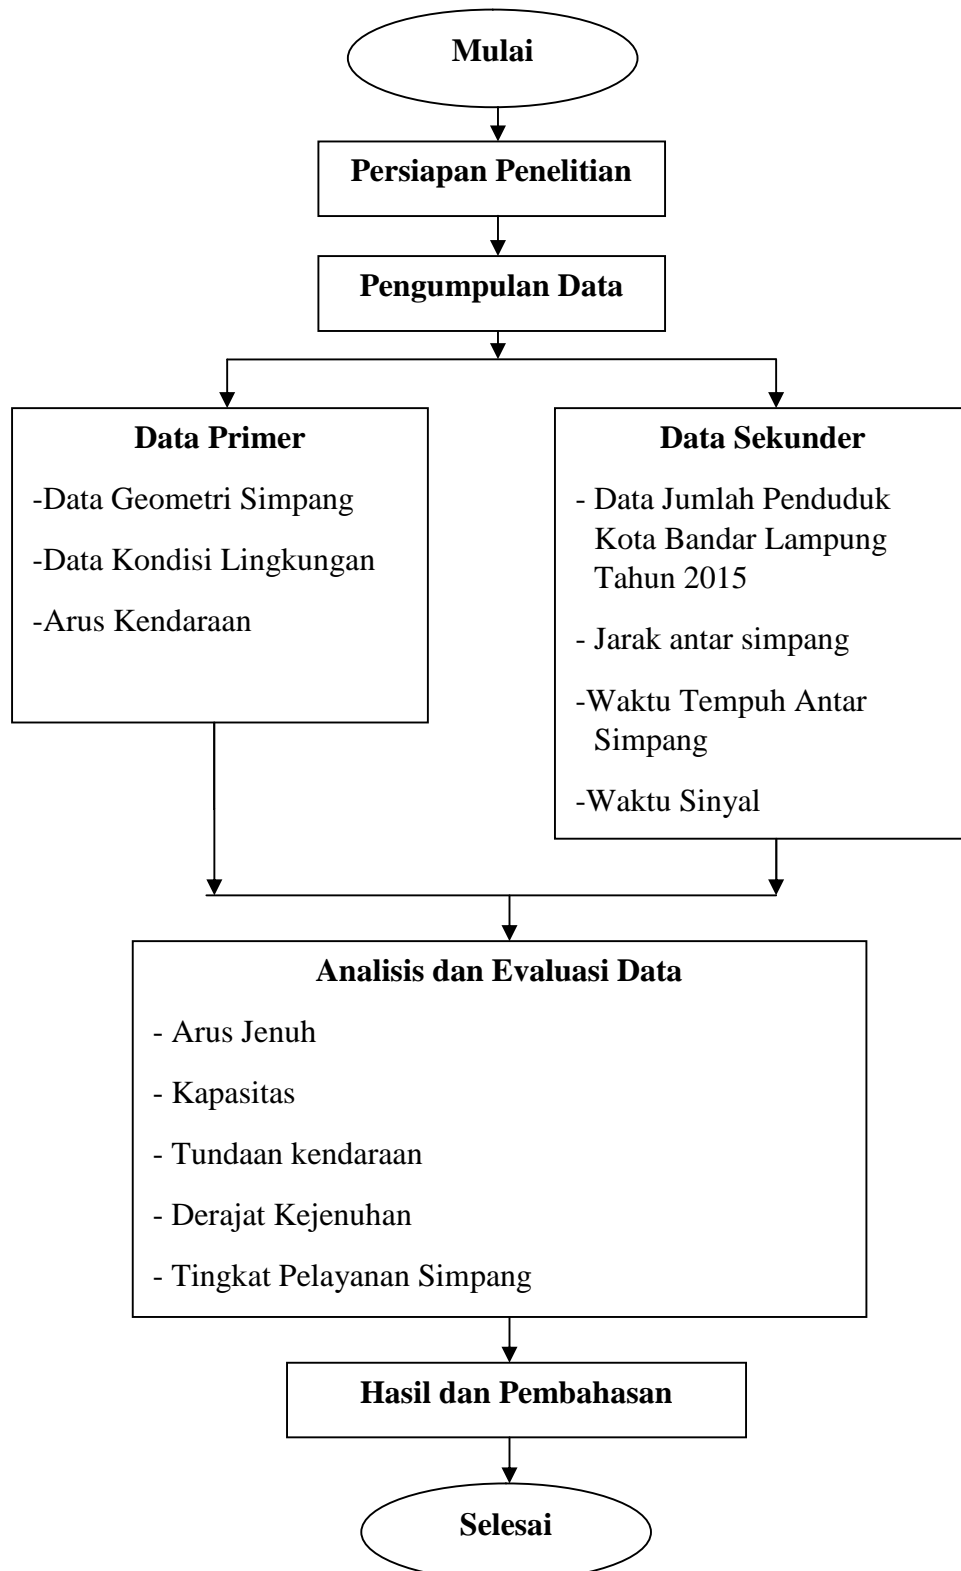 Mulai
Persiapan Penelitian
Pengumpulan Data
Data Primer
-Data Geometri Simpang
-Data Kondisi Lingkungan
-Arus Kendaraan
Data Sekunder
- Data Jumlah Penduduk
Kota Bandar Lampung
Tahun 2015
- Jarak antar simpang
-Waktu Tempuh Antar
Simpang
-Waktu Sinyal
Analisis dan Evaluasi Data
- Arus Jenuh
- Kapasitas
- Tundaan kendaraan
- Derajat Kejenuhan
- Tingkat Pelayanan Simpang
Hasil dan Pembahasan
Selesai